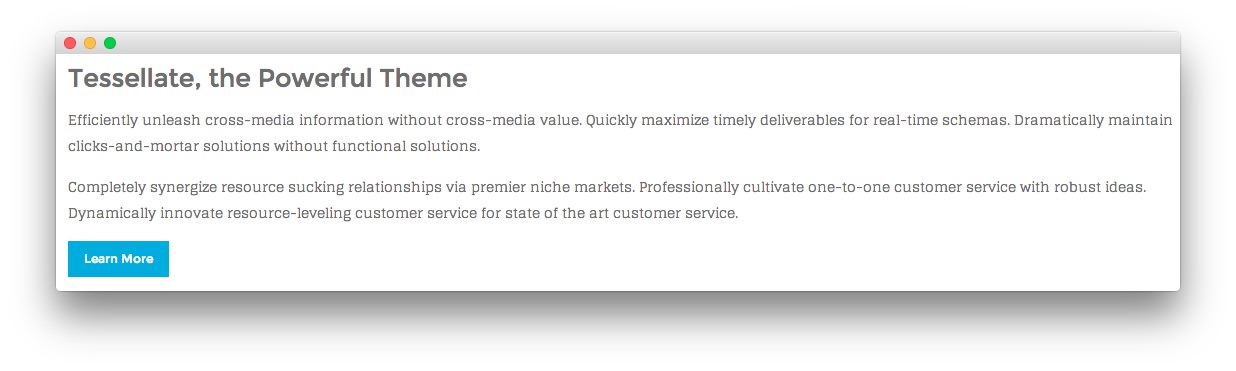 Tessellate, the Powerful Theme
Efficiently unleash cross-media information without cross-media value. Quickly maximize timely deliverables for real-time schemas. Dramatically maintain
clicks-and-mortar solutions without functional solutions.
Completely synergize resource sucking relationships via premier niche markets. Professionally cultivate one-to-one customer service with robust ideas.
Dynamically innovate resource-leveling customer service for state of the art customer service.
Learn More